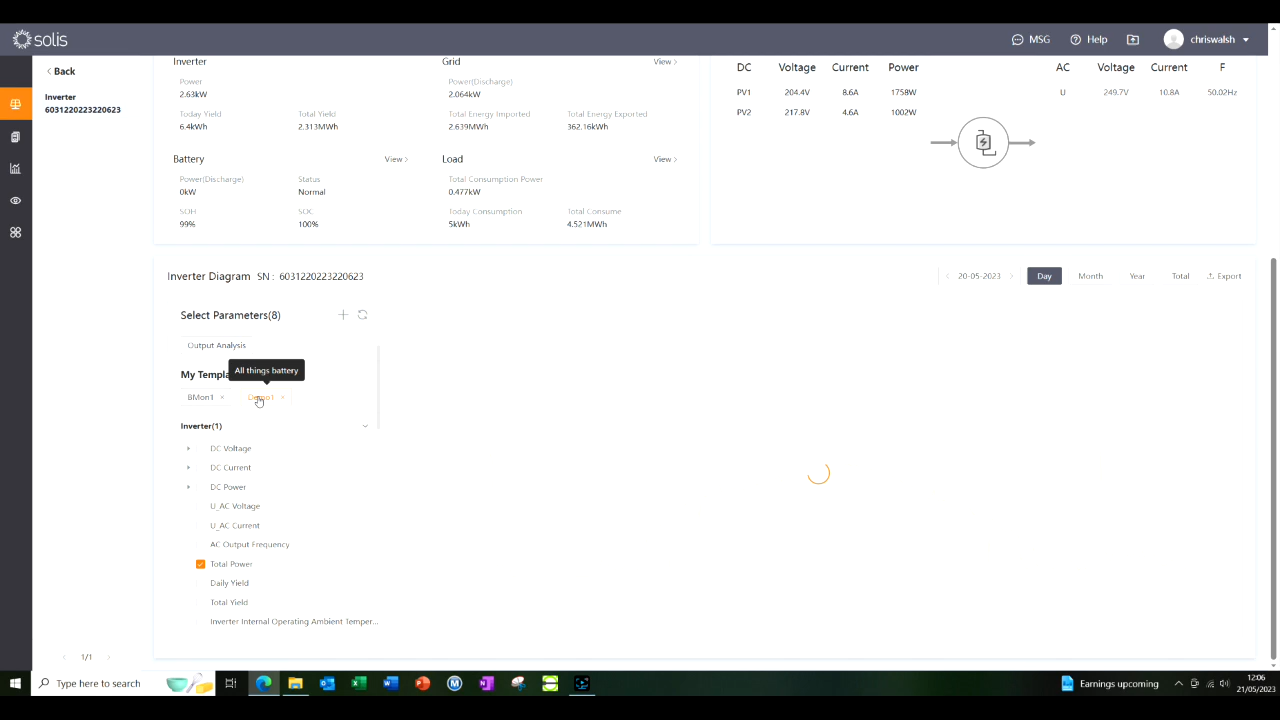 solis
MSG
Help
chriswalsh
Back
Inverter
6031220223220623
Inverter
Power
2.63kW
Today Yield
Total Yield
6.4kWh
2.313MWh
Grid
View
Power(Discharge)
2.064kW
Total Energy Imported
Total Energy Exported
2.639MWh
362.16kWh
Battery
View
Power(Discharge)
Status
0kW
Normal
SOH
SOC
99%
100%
Load
View
Total Consumption Power
0.477kW
Today Consumption
Total Consume
5kWh
4.521MWh
DC Voltage Current Power
PV1 204.4V 8.6A 1758W
PV2 217.8V 4.6A 1002W
AC Voltage Current F
U 249.7V 10.8A 50.02Hz
Inverter Diagram SN : 6031220223220623
20-05-2023
Day
Month
Year
Total
Export
Select Parameters(8)
Output Analysis
All things battery
My Templa
BMon1 ×
Demo1 ×
Inverter(1)
DC Voltage
DC Current
DC Power
U_AC Voltage
U_AC Current
AC Output Frequency
Total Power
Daily Yield
Total Yield
Inverter Internal Operating Ambient Temper...
1/1
Type here to search
Earnings upcoming
12:06
21/05/2023